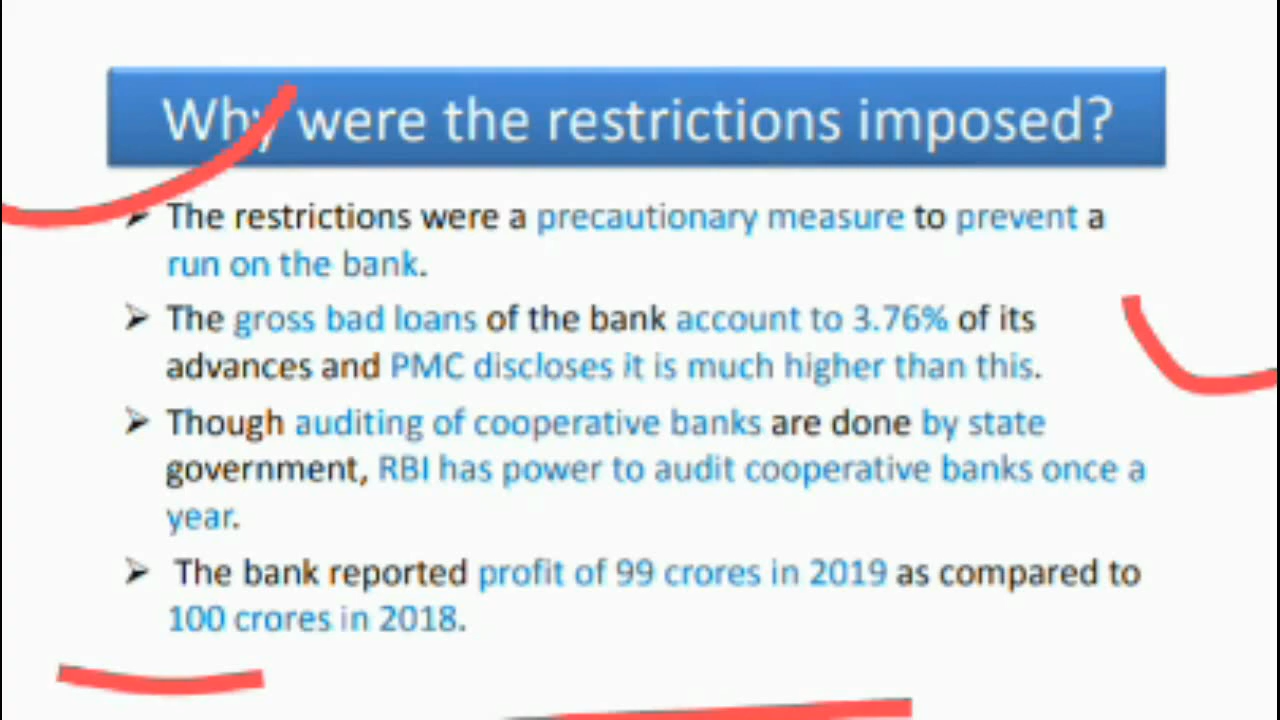 Why were the restrictions imposed?
➢ The restrictions were a precautionary measure to prevent a
run on the bank.
➢ The gross bad loans of the bank account to 3.76% of its
advances and PMC discloses it is much higher than this.
➢ Though auditing of cooperative banks are done by state
government, RBI has power to audit cooperative banks once a
year.
➢ The bank reported profit of 99 crores in 2019 as compared to
100 crores in 2018.